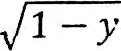 √(1 − y)